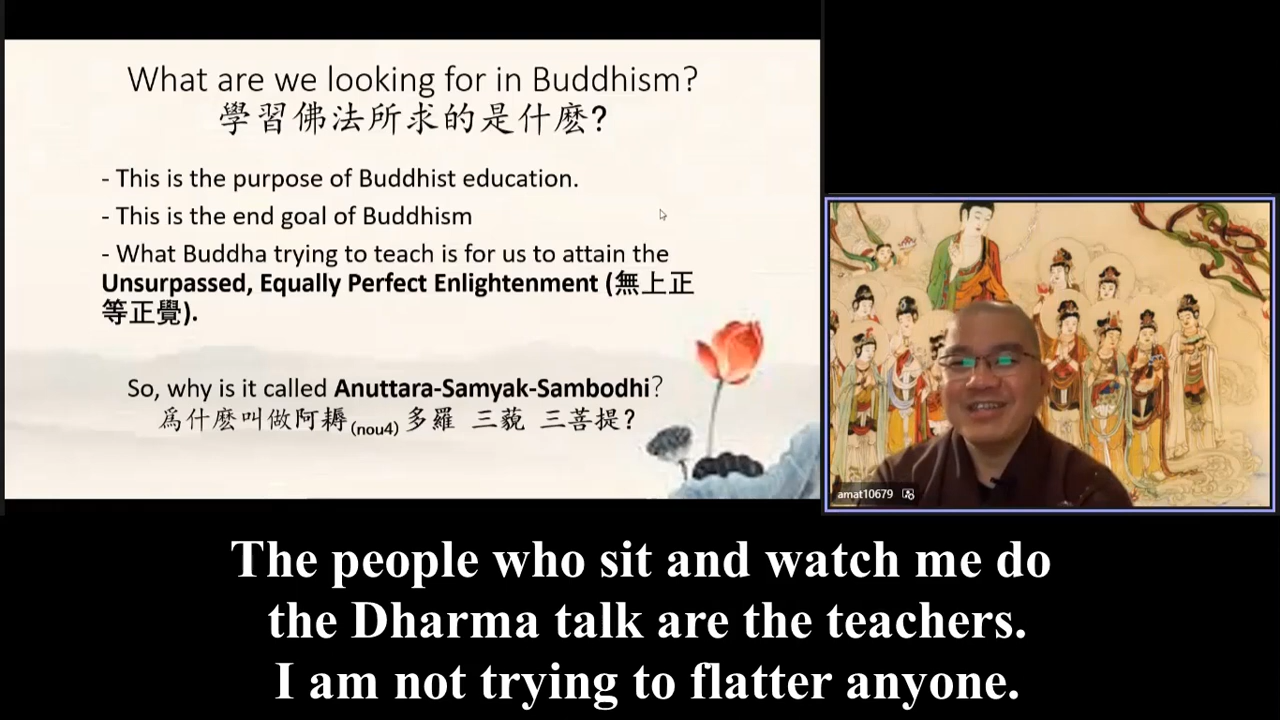 What are we looking for in Buddhism?
學習佛法所求的是什麽?
- This is the purpose of Buddhist education.
- This is the end goal of Buddhism
- What Buddha trying to teach is for us to attain the
Unsurpassed, Equally Perfect Enlightenment (無上正
等正覺).
So, why is it called Anuttara-Samyak-Sambodhi?
爲什麽叫做阿耨(nou4) 多羅 三藐 三菩提?
amat10679
The people who sit and watch me do
the Dharma talk are the teachers.
I am not trying to flatter anyone.